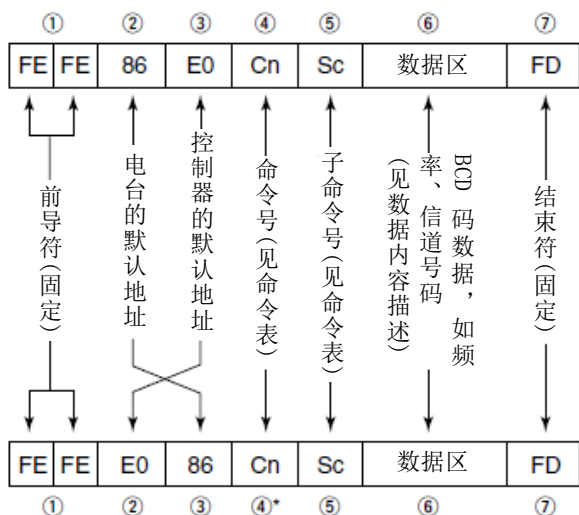 ① ② ③ ④ ⑤ ⑥ ⑦
FE FE 86 E0 Cn Sc 数据区 FD
前导符(固定)
电台的默认地址
控制器的默认地址
命令号(见命令表)
子命令号(见命令表)
BCD 码数据，如频
率、信道号码
(见数据内容描述)
结束符(固定)
FE FE E0 86 Cn Sc 数据区 FD
① ② ③ ④* ⑤ ⑥ ⑦